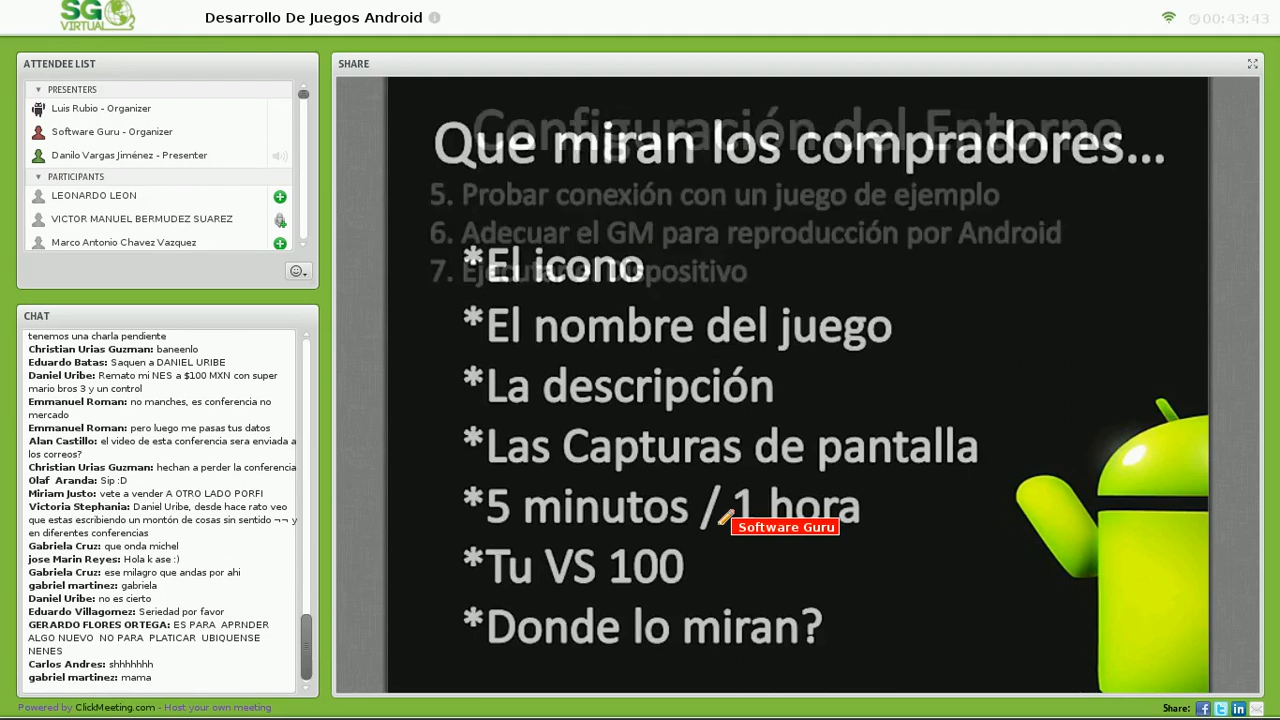 SG
VIRTUAL
Desarrollo De Juegos Android
00:43:43
ATTENDEE LIST
PRESENTERS
Luis Rubio - Organizer
Software Guru - Organizer
Danilo Vargas Jiménez - Presenter
PARTICIPANTS
LEONARDO LEON
VICTOR MANUEL BERMUDEZ SUAREZ
Marco Antonio Chavez Vazquez
CHAT
tenemos una charla pendiente
Christian Urias Guzman: baneenlo
Eduardo Batas: Saquen a DANIEL URIBE
Daniel Uribe: Remato mi NES a $100 MXN con super
mario bros 3 y un control
Emmanuel Roman: no manches, es conferencia no
mercado
Emmanuel Roman: pero luego me pasas tus datos
Alan Castillo: el video de esta conferencia sera enviada a
los correos?
Christian Urias Guzman: hechan a perder la conferencia
Olaf Aranda: Sip :D
Miriam Justo: vete a vender A OTRO LADO PORFI
Victoria Stephania: Daniel Uribe, desde hace rato veo
que estas escribiendo un montón de cosas sin sentido ¬¬ y
en diferentes conferencias
Gabriela Cruz: que onda michel
jose Marin Reyes: Hola k ase :)
Gabriela Cruz: ese milagro que andas por ahi
gabriel martinez: gabriela
Daniel Uribe: no es cierto
Eduardo Villagomez: Seriedad por favor
GERARDO FLORES ORTEGA: ES PARA APRNDER
ALGO NUEVO NO PARA PLATICAR UBIQUENSE
NENES
Carlos Andres: shhhhhhh
gabriel martinez: mama
SHARE
Configuración del Entorno
Que miran los compradores...
5. Probar conexión con un juego de ejemplo
6. Adecuar el GM para reproducción por Android
*El icono
7. Ejecutar el Dispositivo
*El nombre del juego
*La descripción
*Las Capturas de pantalla
*5 minutos / 1 hora
Software Guru
*Tu VS 100
*Donde lo miran?
Powered by ClickMeeting.com - Host your own meeting
Share: